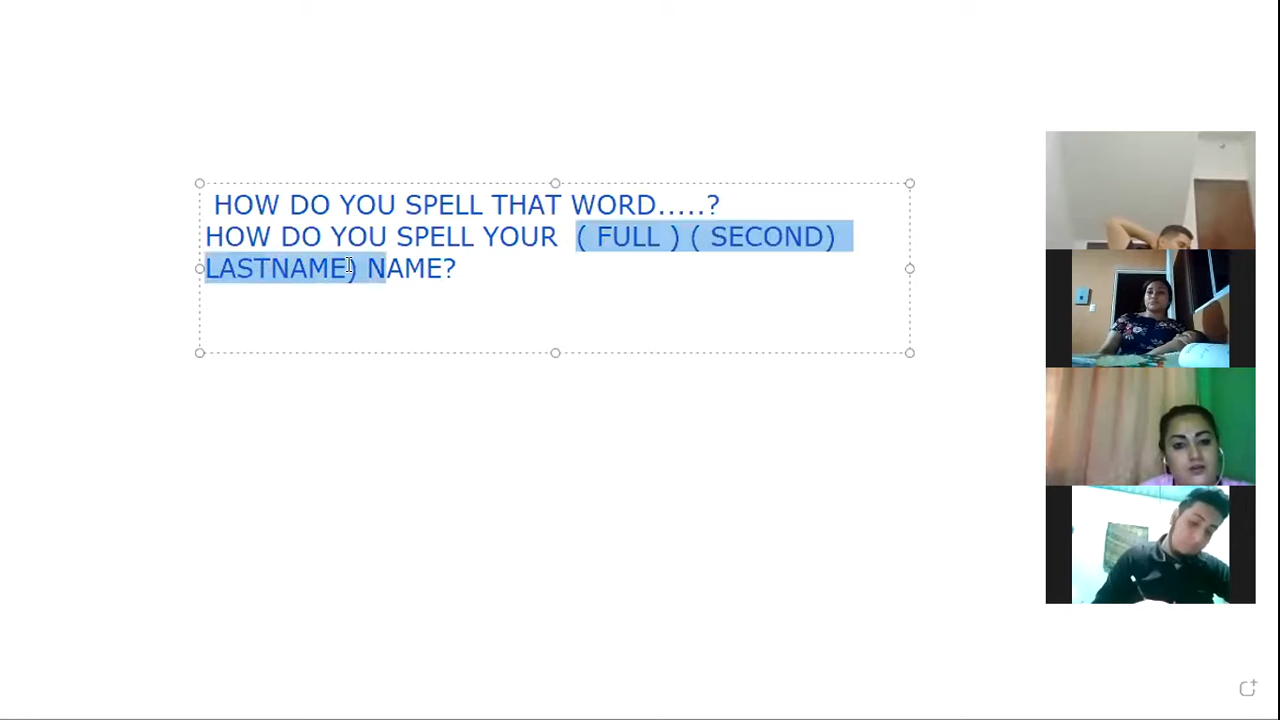 HOW DO YOU SPELL THAT WORD.....?
HOW DO YOU SPELL YOUR ( FULL ) ( SECOND)
LASTNAME) NAME?